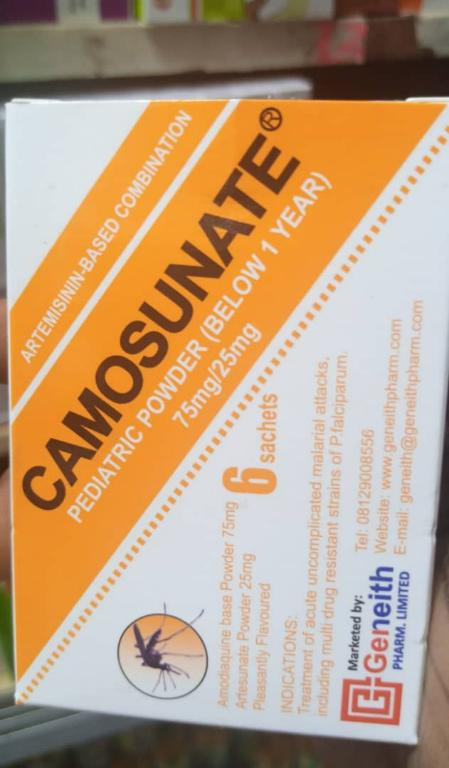 ARTEMISININ-BASED COMBINATION
CAMOSUNATE®
PEDIATRIC POWDER (BELOW 1 YEAR)
75mg/25mg
6
sachets
Amodiaquine base Powder 75mg
Artesunate Powder 25mg
Pleasantly Flavoured
INDICATIONS:
Treatment of acute uncomplicated malarial attacks,
including multi drug resistant strains of P.falciparum.
Marketed by:
Geneith
PHARM. LIMITED
Tel: 08129008556
Website: www.geneithpharm.com
E-mail: geneith@geneithpharm.com